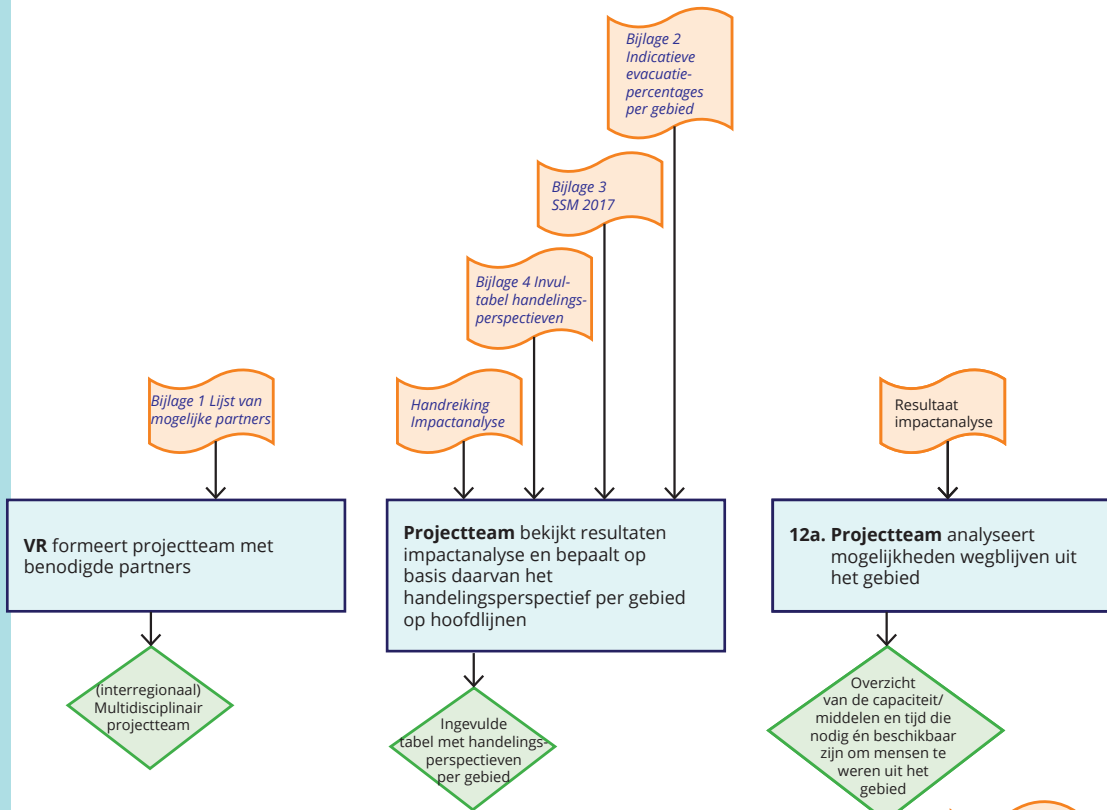 Bijlage 2
Indicatieve
evacuatie-
percentages
per gebied
Bijlage 3
SSM 2017
Bijlage 4 Invul-
tabel handelings-
perspectieven
Bijlage 1 Lijst van
mogelijke partners
Handreiking
Impactanalyse
Resultaat
impactanalyse
VR formeert projectteam met
benodigde partners
Projectteam bekijkt resultaten
impactanalyse en bepaalt op
basis daarvan het
handelingsperspectief per gebied
op hoofdlijnen
12a. Projectteam analyseert
mogelijkheden wegblijven uit
het gebied
(interregionaal)
Multidisciplinair
projectteam
Ingevulde
tabel met handelings-
perspectieven
per gebied
Overzicht
van de capaciteit/
middelen en tijd die
nodig én beschikbaar
zijn om mensen te
weren uit het
gebied